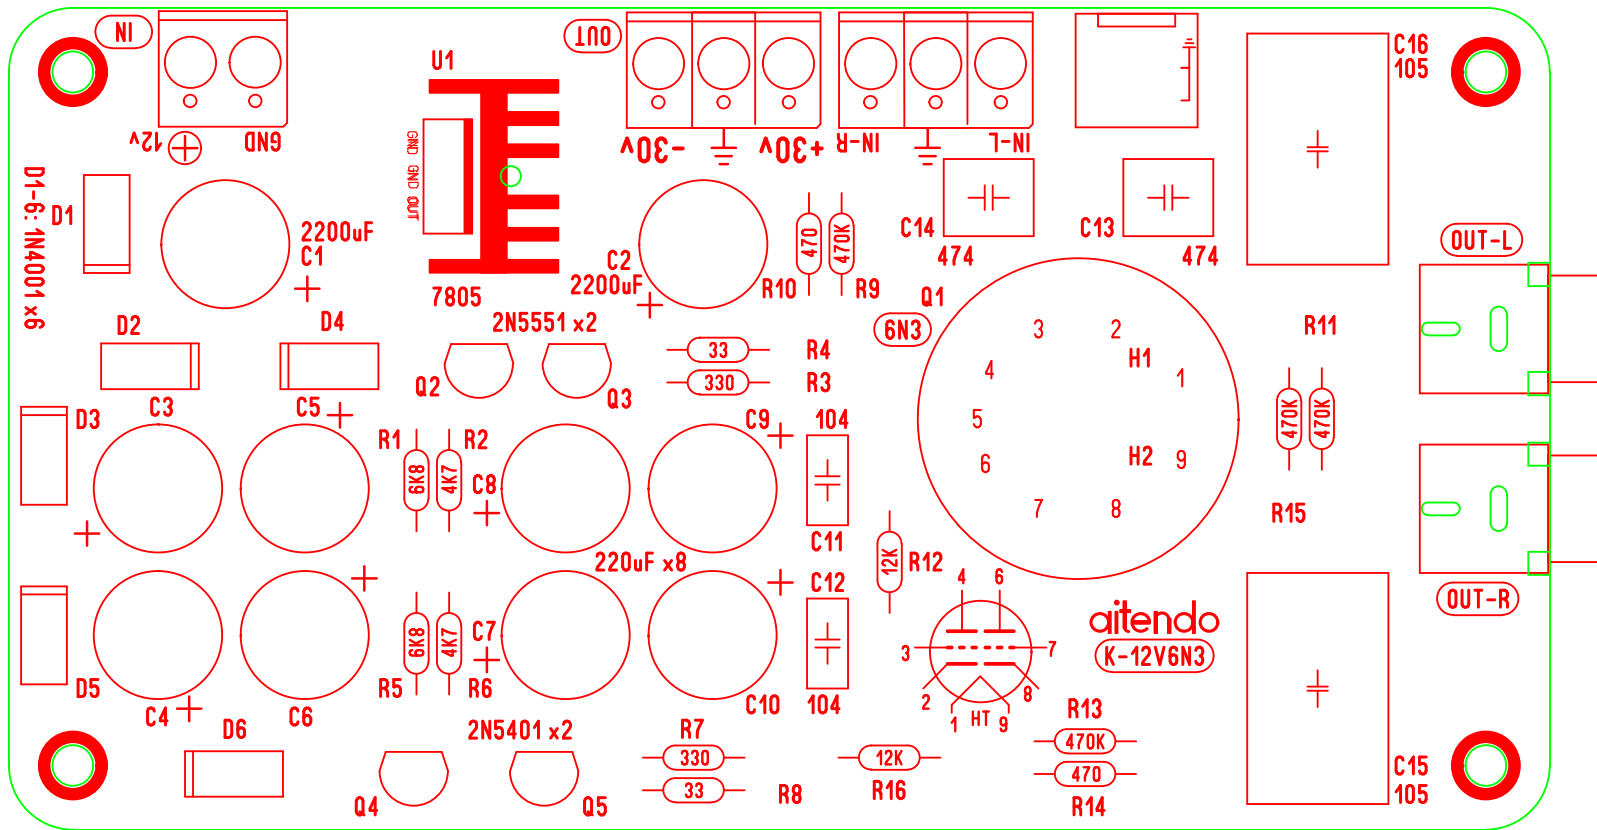 IN
OUT
12v
GND
-30v
+30v
IN-R
IN-L
U1
GND GND OUT
7805
C16
105
D1-6: 1N4001 x6
D1
2200uF
C1
C2
2200uF
470
470K
R10
R9
C14
474
C13
474
OUT-L
Q1
6N3
D2
D4
2N5551 x2
Q2
Q3
33
R4
330
R3
3
2
H1
4
1
5
H2
6
9
7
8
R11
470K
470K
R15
D3
C3
C5
R1
R2
6K8
4K7
C8
C9
104
C11
220uF x8
C12
104
12K
R12
OUT-R
6K8
4K7
R5
R6
C7
C10
D5
C4
C6
D6
2N5401 x2
Q4
Q5
R7
330
33
R8
12K
R16
4
6
3
7
2
8
1
HT
9
aitendo
K-12V6N3
R13
470K
470
R14
C15
105